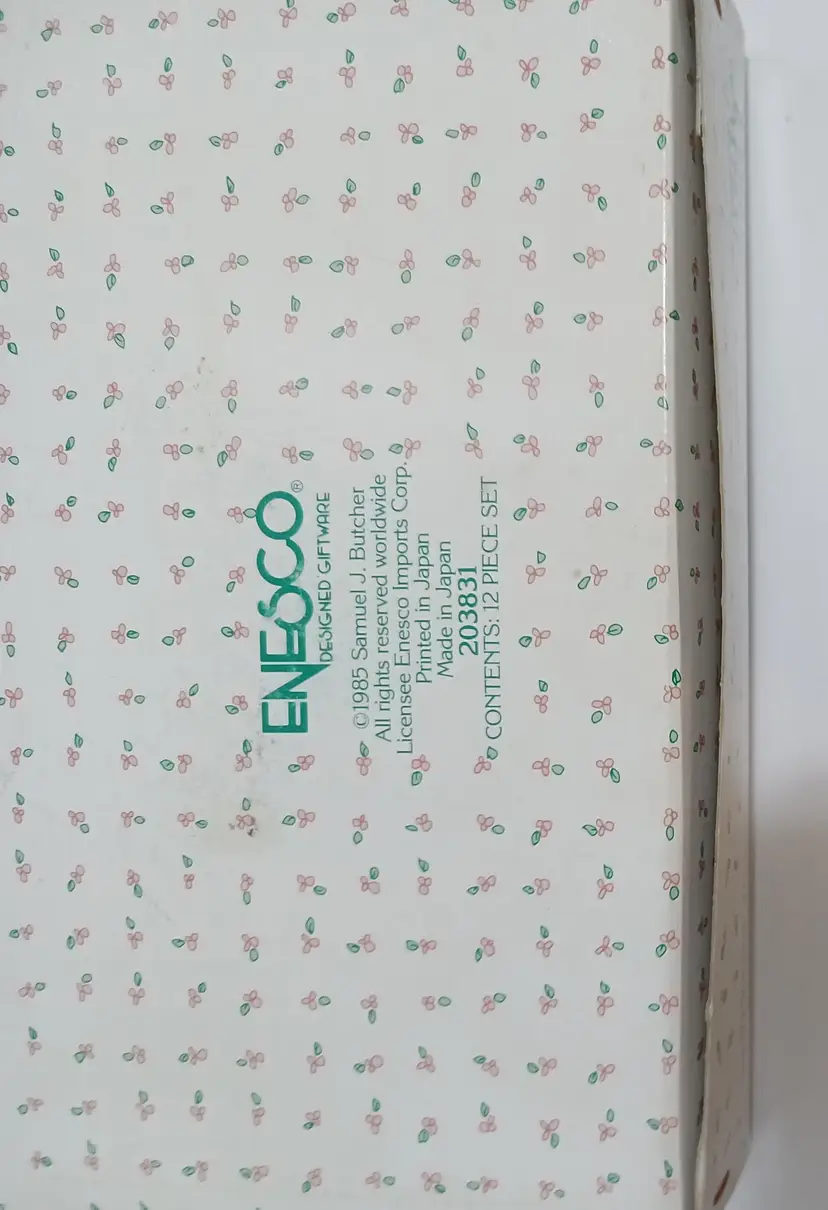 ENESCO®
DESIGNED GIFTWARE
©1985 Samuel J. Butcher
All rights reserved worldwide
Licensee Enesco Imports Corp.
Printed in Japan
Made in Japan
203831
CONTENTS: 12 PIECE SET